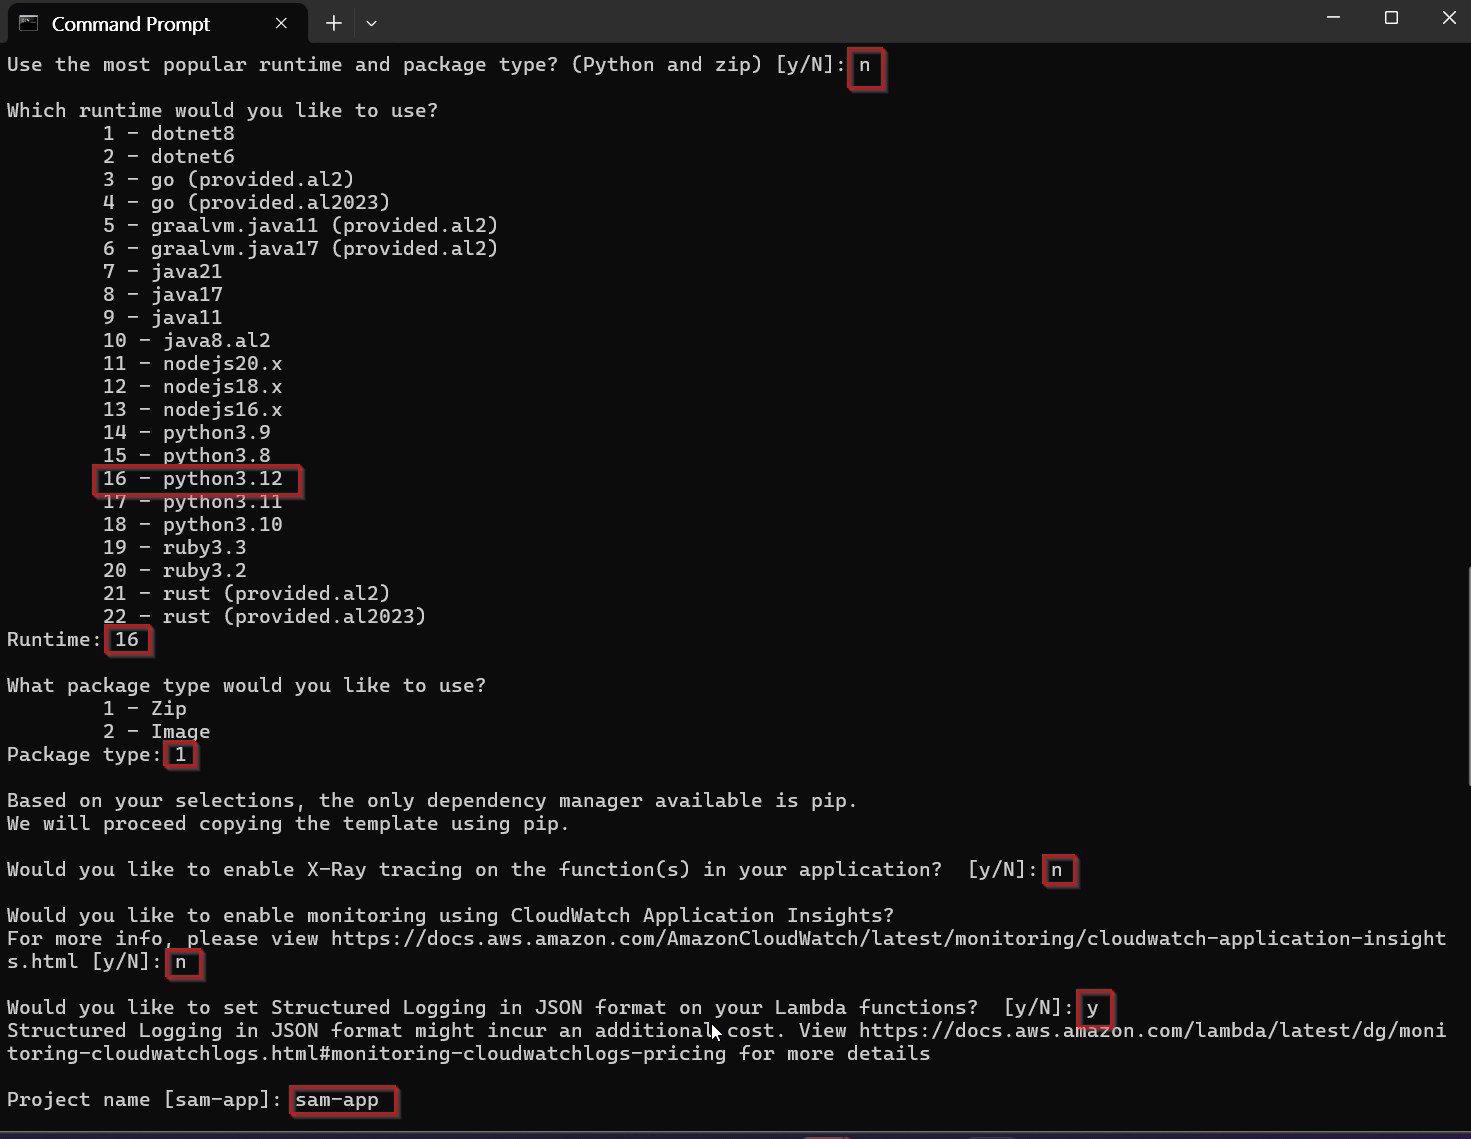 Command Prompt
Use the most popular runtime and package type? (Python and zip) [y/N]: n
Which runtime would you like to use?
1 - dotnet8
2 - dotnet6
3 - go (provided.al2)
4 - go (provided.al2023)
5 - graalvm.java11 (provided.al2)
6 - graalvm.java17 (provided.al2)
7 - java21
8 - java17
9 - java11
10 - java8.al2
11 - nodejs20.x
12 - nodejs18.x
13 - nodejs16.x
14 - python3.9
15 - python3.8
16 - python3.12
17 - python3.11
18 - python3.10
19 - ruby3.3
20 - ruby3.2
21 - rust (provided.al2)
22 - rust (provided.al2023)
Runtime: 16
What package type would you like to use?
1 - Zip
2 - Image
Package type: 1
Based on your selections, the only dependency manager available is pip.
We will proceed copying the template using pip.
Would you like to enable X-Ray tracing on the function(s) in your application?  [y/N]: n
Would you like to enable monitoring using CloudWatch Application Insights?
For more info, please view https://docs.aws.amazon.com/AmazonCloudWatch/latest/monitoring/cloudwatch-application-insight
s.html [y/N]: n
Would you like to set Structured Logging in JSON format on your Lambda functions?  [y/N]: y
Structured Logging in JSON format might incur an additional cost. View https://docs.aws.amazon.com/lambda/latest/dg/moni
toring-cloudwatchlogs.html#monitoring-cloudwatchlogs-pricing for more details
Project name [sam-app]: sam-app